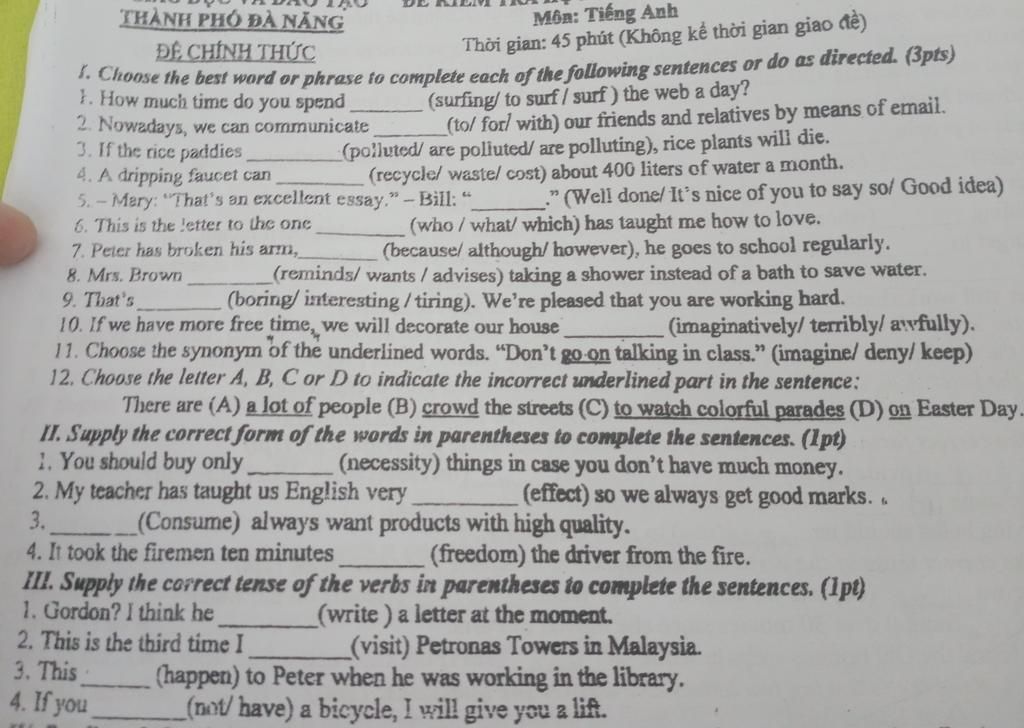 THÀNH PHỐ ĐÀ NẴNG
Môn: Tiếng Anh
ĐỀ CHÍNH THỨC
Thời gian: 45 phút (Không kể thời gian giao đề)
I. Choose the best word or phrase to complete each of the following sentences or do as directed. (3pts)
1. How much time do you spend ________ (surfing/ to surf / surf ) the web a day?
2. Nowadays, we can communicate ________(to/ for/ with) our friends and relatives by means of email.
3. If the rice paddies __________(polluted/ are polluted/ are polluting), rice plants will die.
4. A dripping faucet can __________ (recycle/ waste/ cost) about 400 liters of water a month.
5. – Mary: "That's an excellent essay." – Bill: "________." (Well done/ It's nice of you to say so/ Good idea)
6. This is the letter to the one __________ (who / what/ which) has taught me how to love.
7. Peter has broken his arm,_________ (because/ although/ however), he goes to school regularly.
8. Mrs. Brown _________(reminds/ wants / advises) taking a shower instead of a bath to save water.
9. That's_________ (boring/ interesting / tiring). We're pleased that you are working hard.
10. If we have more free time, we will decorate our house __________ (imaginatively/ terribly/ awfully).
11. Choose the synonym of the underlined words. "Don't go on talking in class." (imagine/ deny/ keep)
12. Choose the letter A, B, C or D to indicate the incorrect underlined part in the sentence:
There are (A) a lot of people (B) crowd the streets (C) to watch colorful parades (D) on Easter Day.
II. Supply the correct form of the words in parentheses to complete the sentences. (1pt)
1. You should buy only _________ (necessity) things in case you don't have much money.
2. My teacher has taught us English very __________ (effect) so we always get good marks.
3. _________(Consume) always want products with high quality.
4. It took the firemen ten minutes _________ (freedom) the driver from the fire.
III. Supply the correct tense of the verbs in parentheses to complete the sentences. (1pt)
1. Gordon? I think he __________(write ) a letter at the moment.
2. This is the third time I __________(visit) Petronas Towers in Malaysia.
3. This _______ (happen) to Peter when he was working in the library.
4. If you _________(not/ have) a bicycle, I will give you a lift.